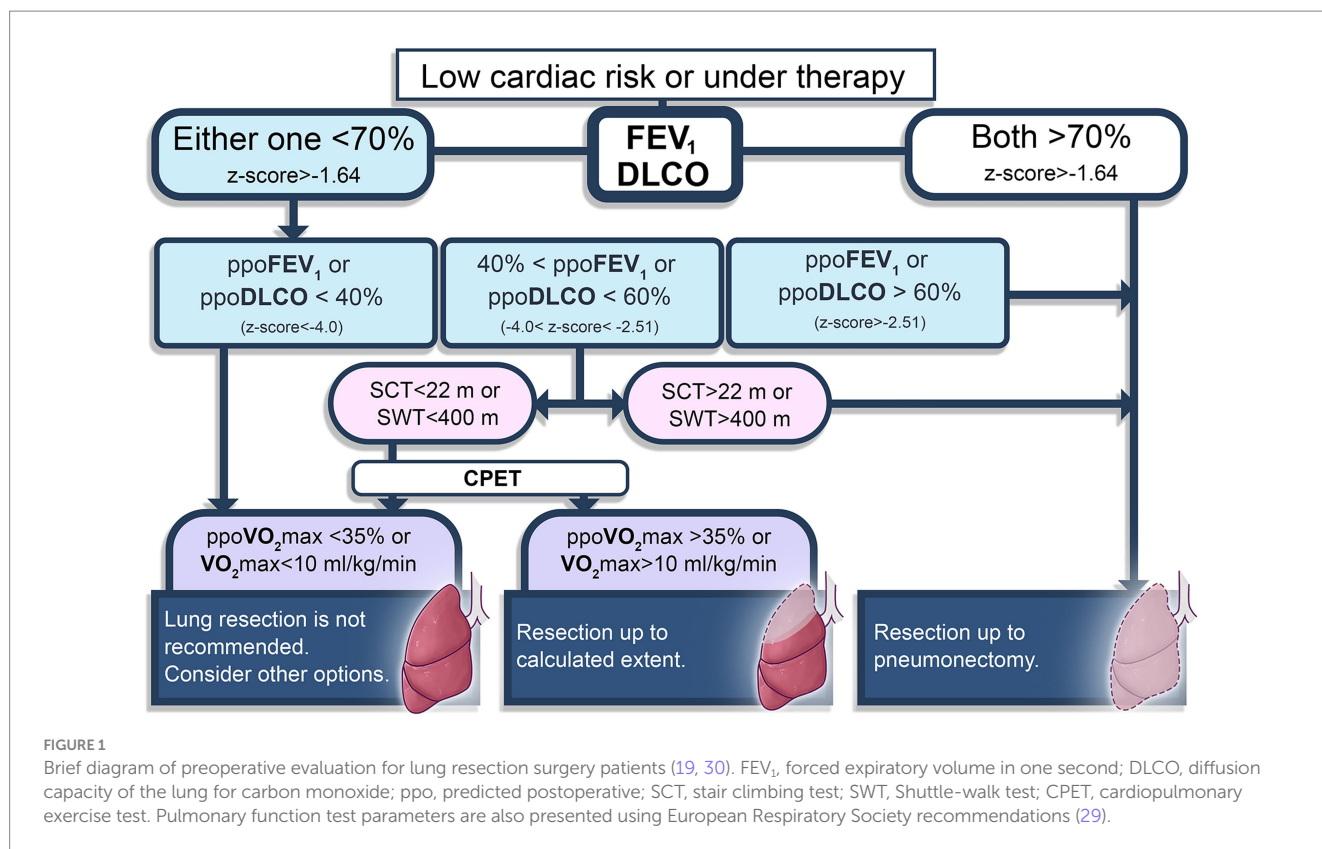 Low cardiac risk or under therapy
Either one <70%
z-score>-1.64
FEV₁
DLCO
Both >70%
z-score>-1.64
ppoFEV₁ or
ppoDLCO < 40%
(z-score<-4.0)
40% < ppoFEV₁ or
ppoDLCO < 60%
(-4.0< z-score< -2.51)
ppoFEV₁ or
ppoDLCO > 60%
(z-score>-2.51)
SCT<22 m or
SWT<400 m
SCT>22 m or
SWT>400 m
CPET
ppoVO₂max <35% or
VO₂max<10 ml/kg/min
ppoVO₂max >35% or
VO₂max>10 ml/kg/min
Lung resection is not
recommended.
Consider other options.
Resection up to
calculated extent.
Resection up to
pneumonectomy.
FIGURE 1
Brief diagram of preoperative evaluation for lung resection surgery patients (19, 30). FEV₁, forced expiratory volume in one second; DLCO, diffusion
capacity of the lung for carbon monoxide; ppo, predicted postoperative; SCT, stair climbing test; SWT, Shuttle-walk test; CPET, cardiopulmonary
exercise test. Pulmonary function test parameters are also presented using European Respiratory Society recommendations (29).